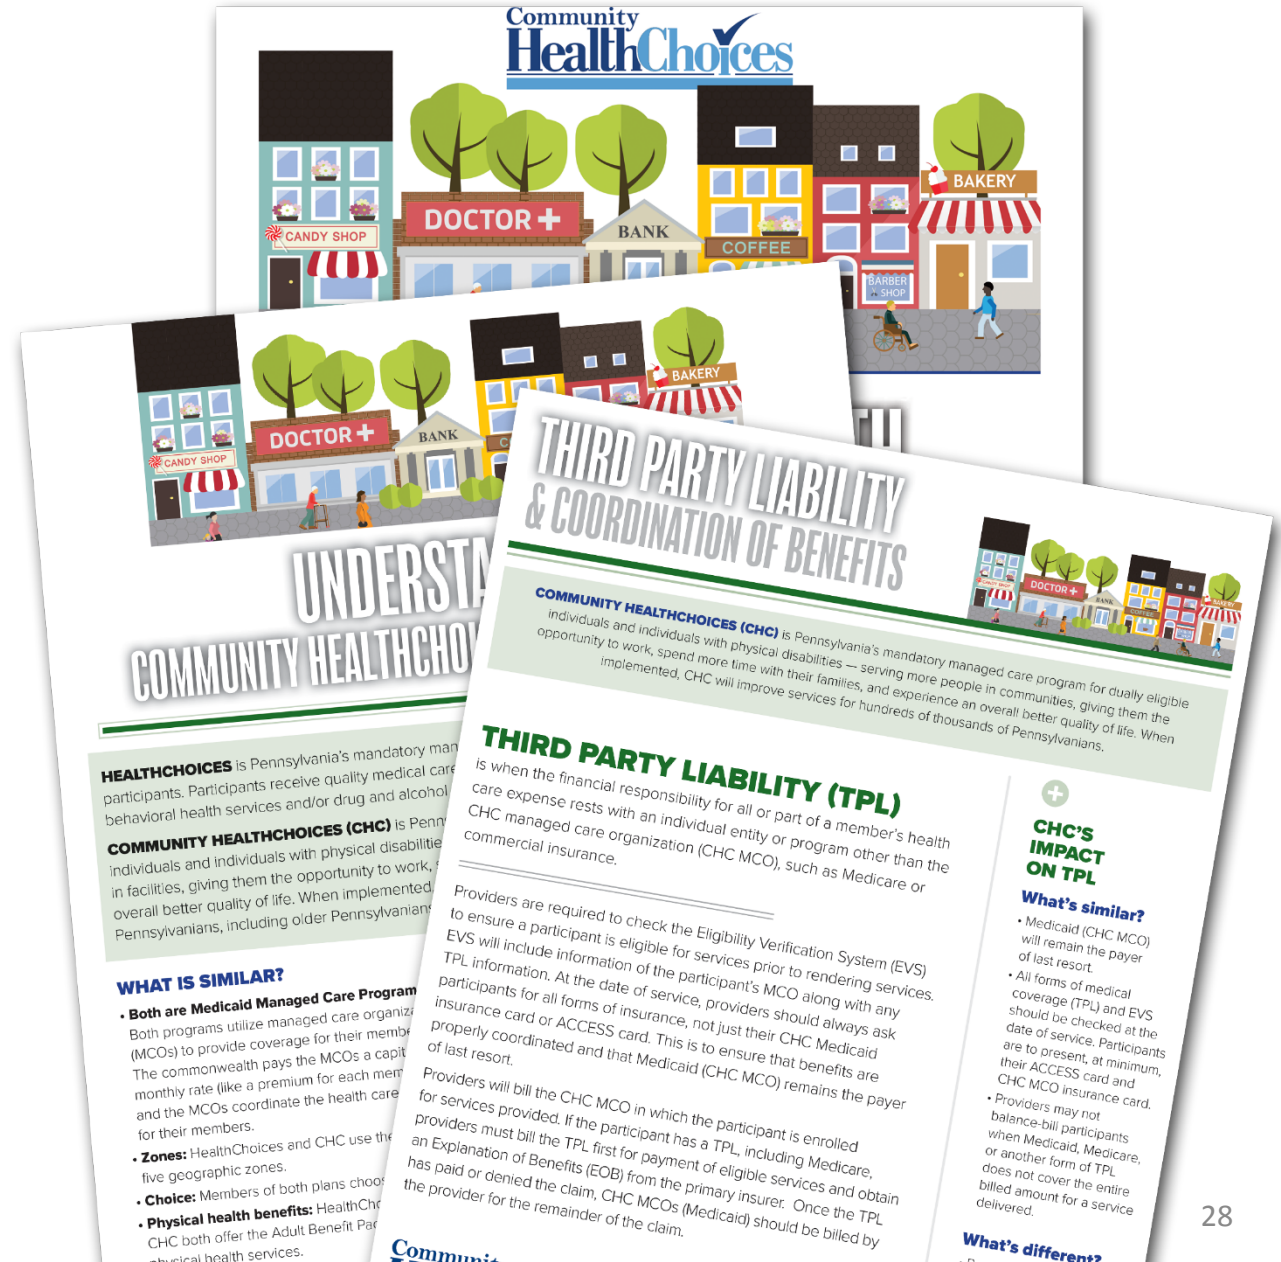 Community
HealthChoices
CANDY SHOP
DOCTOR +
BANK
COFFEE
BARBER
SHOP
BAKERY
TH
CANDY SHOP
DOCTOR +
BANK
BAKERY
UNDERSTA
COMMUNITY HEALTHCHOI
HEALTHCHOICES is Pennsylvania's mandatory man
participants. Participants receive quality medical care
behavioral health services and/or drug and alcohol
COMMUNITY HEALTHCHOICES (CHC) is Penn
individuals and individuals with physical disabilitie
in facilities, giving them the opportunity to work,
overall better quality of life. When implemented
Pennsylvanians, including older Pennsylvanians
WHAT IS SIMILAR?
• Both are Medicaid Managed Care Program
Both programs utilize managed care organiza
(MCOs) to provide coverage for their membe
The commonwealth pays the MCOs a capit
monthly rate (like a premium for each mem
and the MCOs coordinate the health care
for their members.
• Zones: HealthChoices and CHC use the
five geographic zones.
• Choice: Members of both plans choos
• Physical health benefits: HealthCho
CHC both offer the Adult Benefit Pac
physical health services.
THIRD PARTY LIABILITY
& COORDINATION OF BENEFITS
CANDY SHOP
DOCTOR +
BANK
COFFEE
BAKERY
COMMUNITY HEALTHCHOICES (CHC) is Pennsylvania's mandatory managed care program for dually eligible
individuals and individuals with physical disabilities — serving more people in communities, giving them the
opportunity to work, spend more time with their families, and experience an overall better quality of life. When
implemented, CHC will improve services for hundreds of thousands of Pennsylvanians.
THIRD PARTY LIABILITY (TPL)
is when the financial responsibility for all or part of a member's health
care expense rests with an individual entity or program other than the
CHC managed care organization (CHC MCO), such as Medicare or
commercial insurance.
Providers are required to check the Eligibility Verification System (EVS)
to ensure a participant is eligible for services prior to rendering services.
EVS will include information of the participant's MCO along with any
TPL information. At the date of service, providers should always ask
participants for all forms of insurance, not just their CHC Medicaid
insurance card or ACCESS card. This is to ensure that benefits are
properly coordinated and that Medicaid (CHC MCO) remains the payer
of last resort.
Providers will bill the CHC MCO in which the participant is enrolled
for services provided. If the participant has a TPL, including Medicare,
providers must bill the TPL first for payment of eligible services and obtain
an Explanation of Benefits (EOB) from the primary insurer. Once the TPL
has paid or denied the claim, CHC MCOs (Medicaid) should be billed by
the provider for the remainder of the claim.
Communit
CHC'S
IMPACT
ON TPL
What's similar?
• Medicaid (CHC MCO)
will remain the payer
of last resort.
• All forms of medical
coverage (TPL) and EVS
should be checked at the
date of service. Participants
are to present, at minimum,
their ACCESS card and
CHC MCO insurance card.
• Providers may not
balance-bill participants
when Medicaid, Medicare,
or another form of TPL
does not cover the entire
billed amount for a service
delivered.
What's different?
28